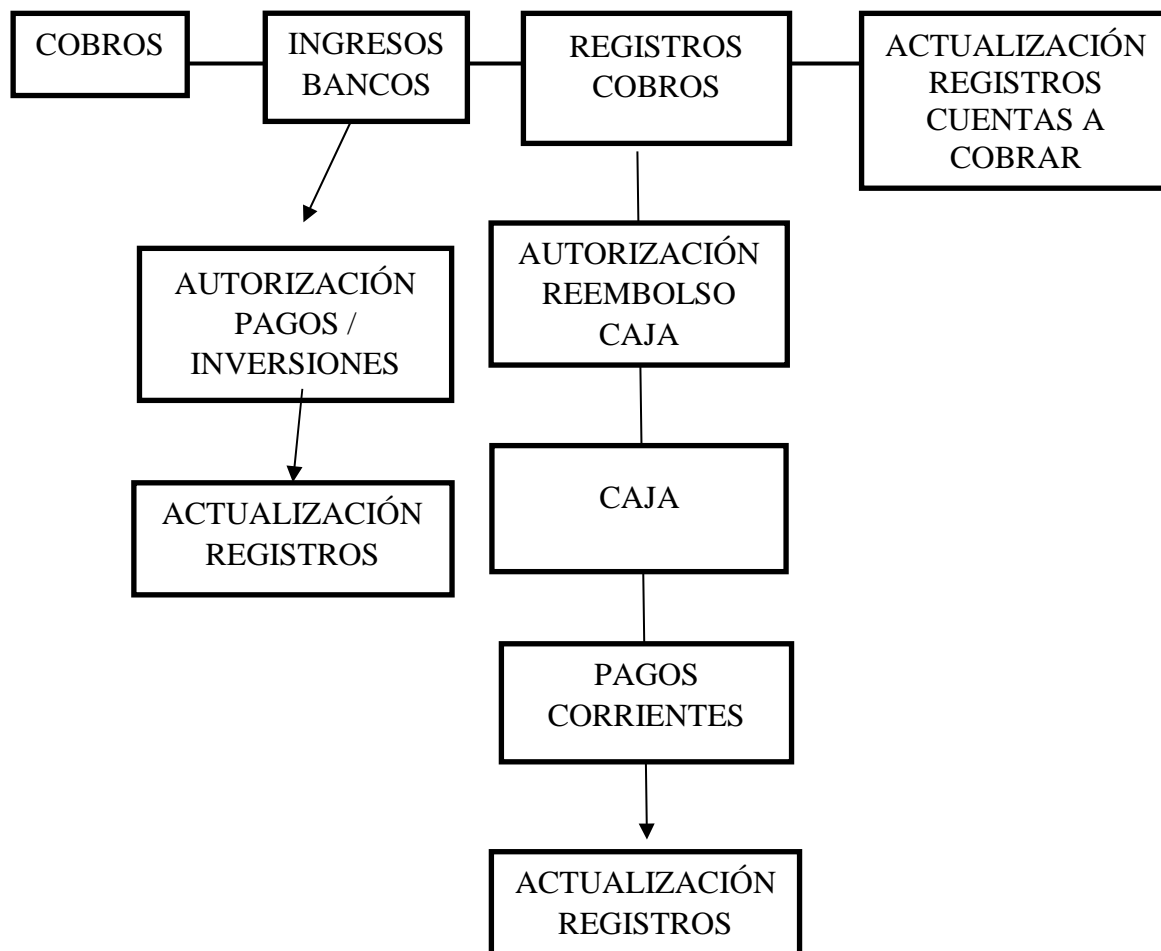 COBROS
INGRESOS
BANCOS
REGISTROS
COBROS
ACTUALIZACIÓN
REGISTROS
CUENTAS A
COBRAR
AUTORIZACIÓN
PAGOS /
INVERSIONES
AUTORIZACIÓN
REEMBOLSO
CAJA
ACTUALIZACIÓN
REGISTROS
CAJA
PAGOS
CORRIENTES
ACTUALIZACIÓN
REGISTROS